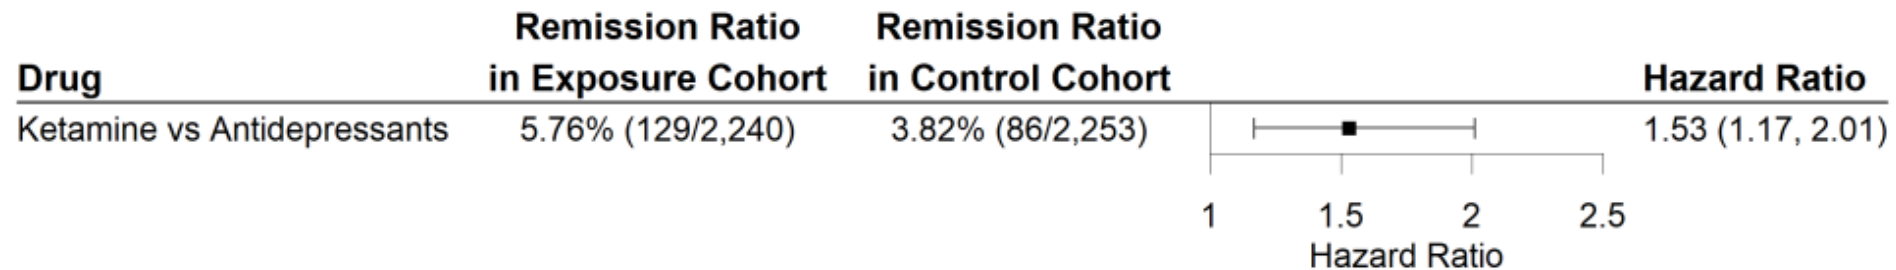 Remission Ratio Remission Ratio
Drug in Exposure Cohort in Control Cohort Hazard Ratio
Ketamine vs Antidepressants 5.76% (129/2,240) 3.82% (86/2,253) 1.53 (1.17, 2.01)
1 1.5 2 2.5
Hazard Ratio